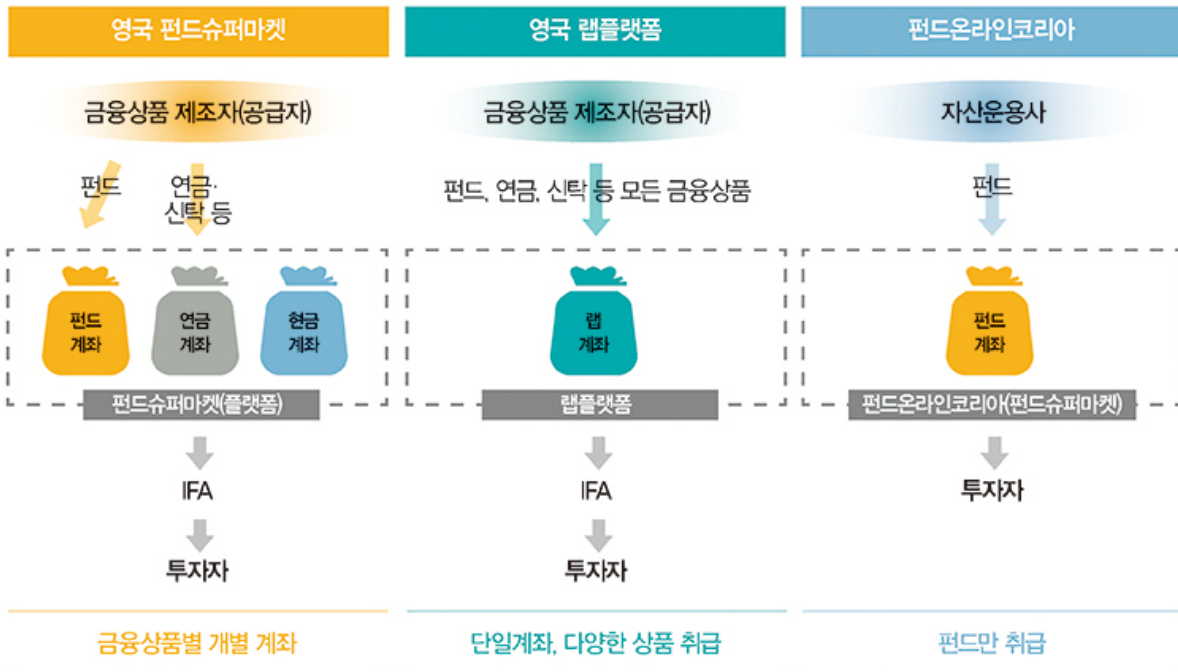 영국 펀드슈퍼마켓
금융상품 제조자(공급자)
펀드
연금·
신탁 등
펀드
계좌
연금
계좌
현금
계좌
펀드슈퍼마켓(플랫폼)
IFA
투자자
금융상품별 개별 계좌
영국 랩플랫폼
금융상품 제조자(공급자)
펀드, 연금, 신탁 등 모든 금융상품
랩
계좌
랩플랫폼
IFA
투자자
단일계좌, 다양한 상품 취급
펀드온라인코리아
자산운용사
펀드
펀드
계좌
펀드온라인코리아(펀드슈퍼마켓)
투자자
펀드만 취급